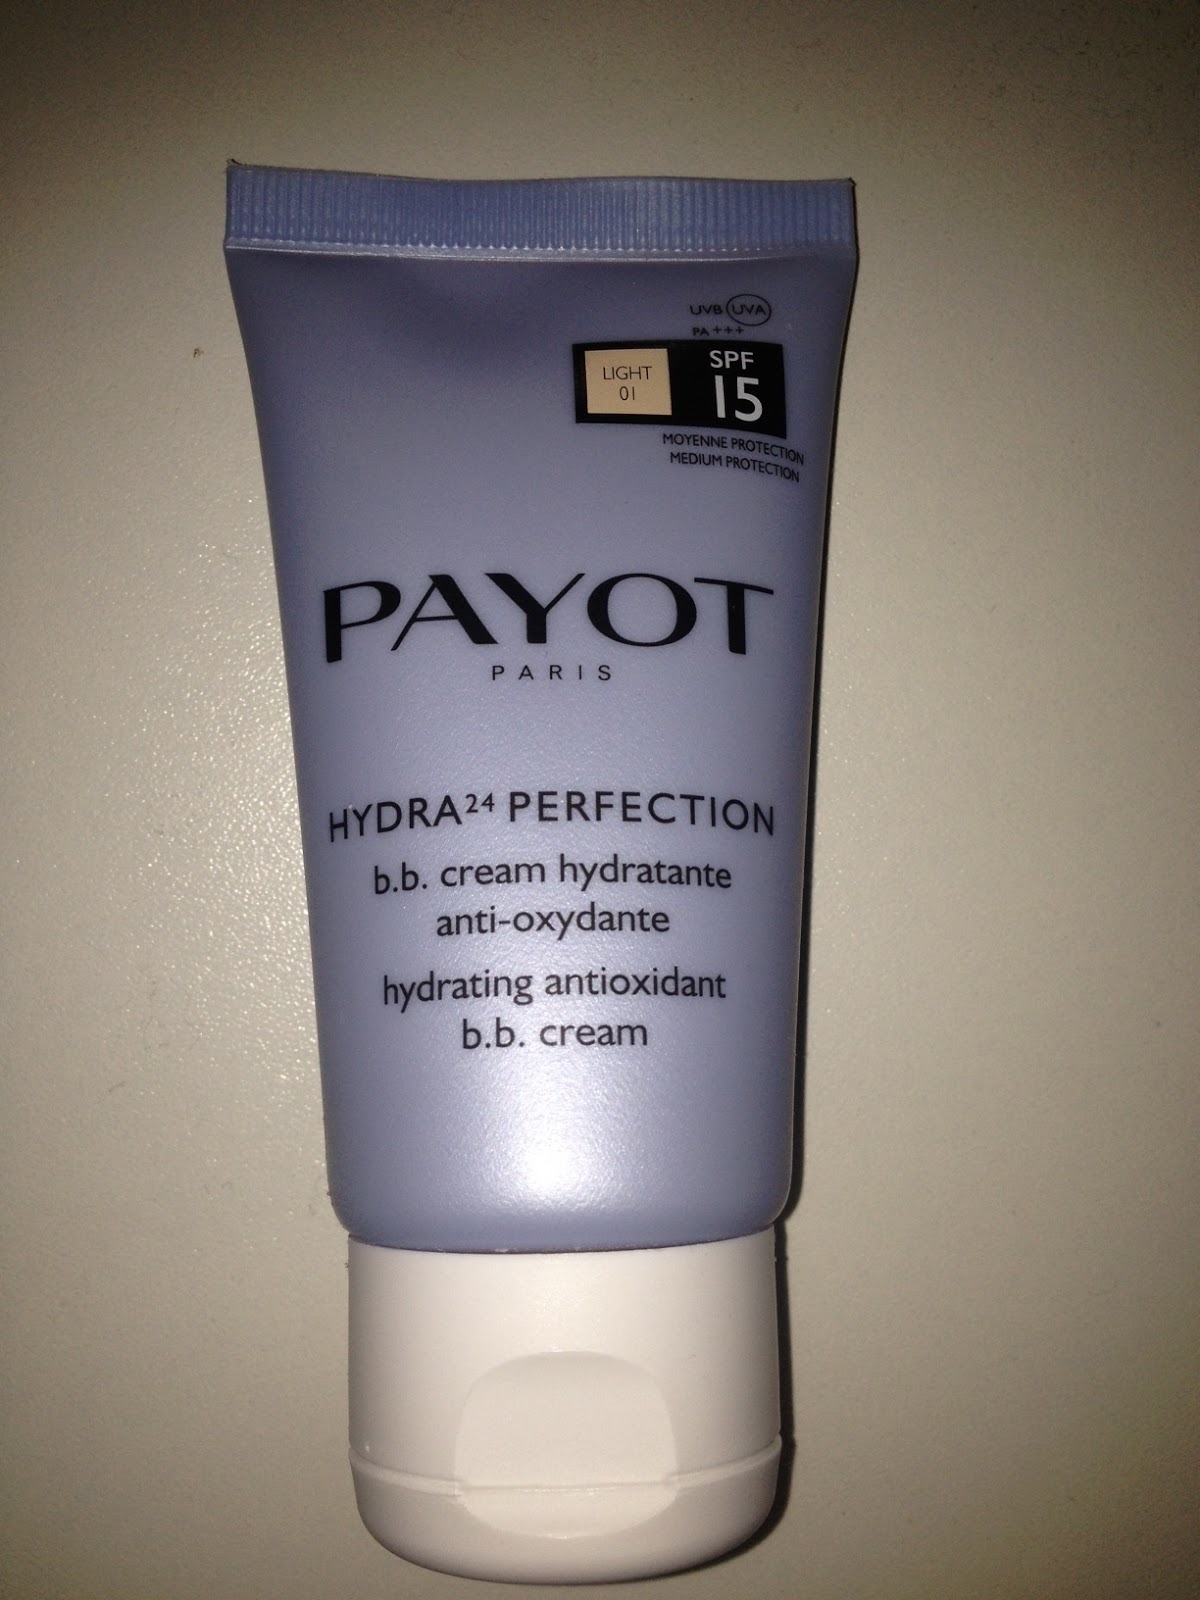 UVB UVA
PA+++
LIGHT
01
SPF
15
MOYENNE PROTECTION
MEDIUM PROTECTION
PAYOT
PARIS
HYDRA²⁴ PERFECTION
b.b. cream hydratante
anti-oxydante
hydrating antioxidant
b.b. cream